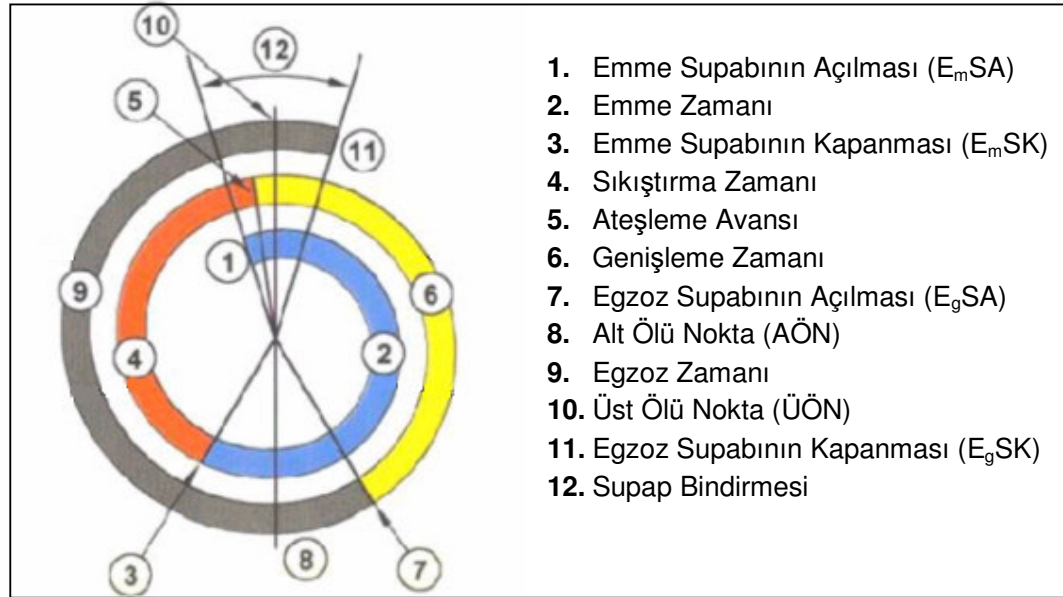 10
12
5
11
1
9
6
4
2
3
8
7
1. Emme Supabının Açılması (EmSA)
2. Emme Zamanı
3. Emme Supabının Kapanması (EmSK)
4. Sıkıştırma Zamanı
5. Ateşleme Avansı
6. Genişleme Zamanı
7. Egzoz Supabının Açılması (EgSA)
8. Alt Ölü Nokta (AÖN)
9. Egzoz Zamanı
10. Üst Ölü Nokta (ÜÖN)
11. Egzoz Supabının Kapanması (EgSK)
12. Supap Bindirmesi